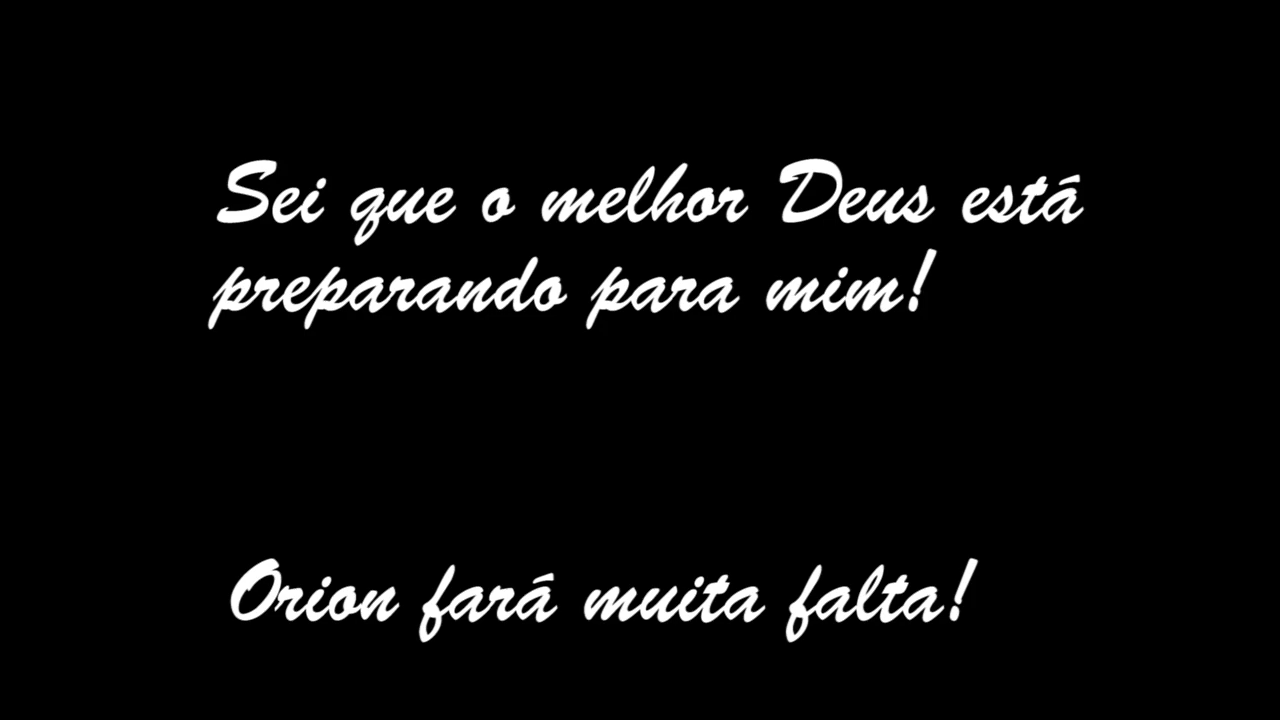 Sei que o melhor Deus está
preparando para mim!
Orion fará muita falta!